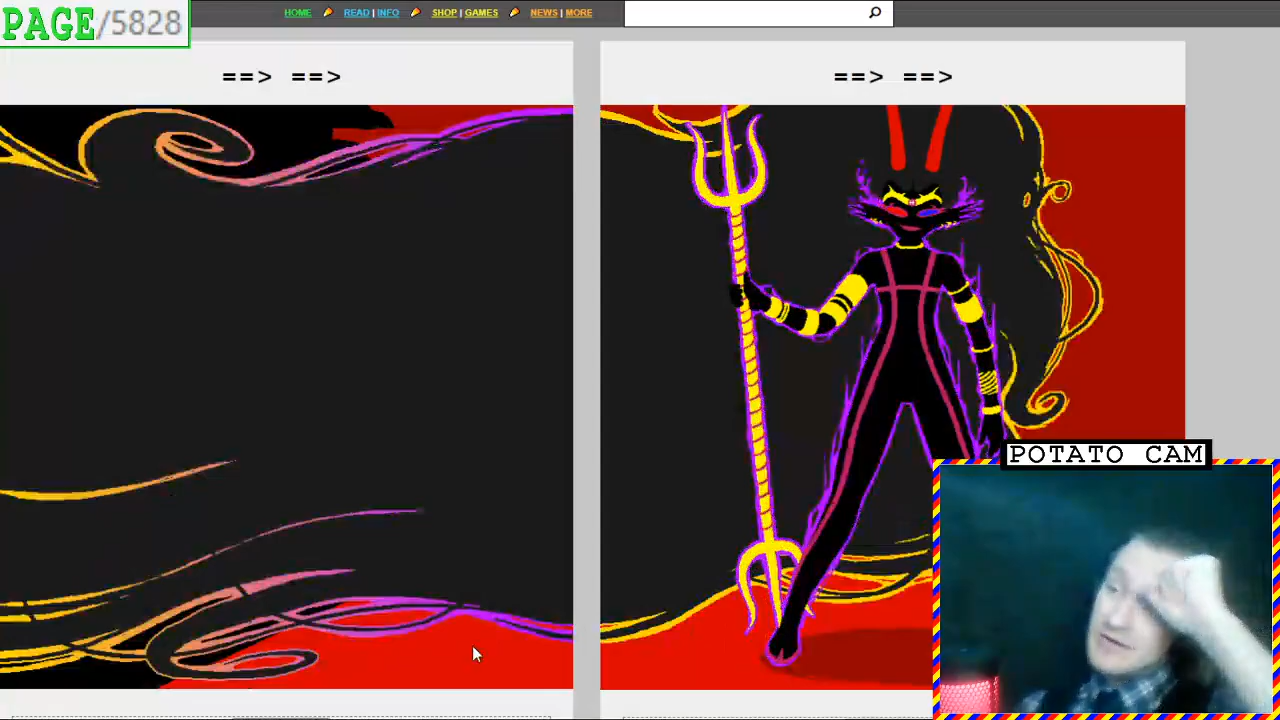 PAGE/5828
HOME READ | INFO SHOP | GAMES NEWS | MORE
==> ==>
==> ==>
POTATO CAM